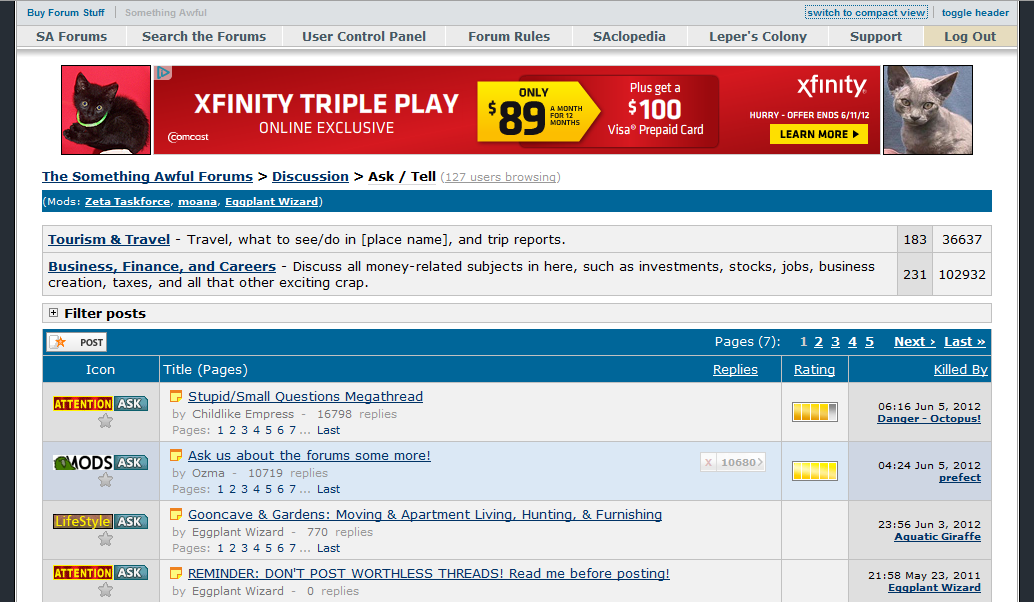 Buy Forum Stuff Something Awful switch to compact view toggle header
SA Forums Search the Forums User Control Panel Forum Rules SAclopedia Leper's Colony Support Log Out
XFINITY TRIPLE PLAY
ONLINE EXCLUSIVE
Comcast
ONLY
$89
A MONTH
FOR 12
MONTHS
Plus get a
$100
Visa® Prepaid Card
xfinity.
HURRY - OFFER ENDS 6/11/12
LEARN MORE
The Something Awful Forums > Discussion > Ask / Tell (127 users browsing)
(Mods: Zeta Taskforce, moana, Eggplant Wizard)
Tourism & Travel - Travel, what to see/do in [place name], and trip reports. 183 36637
Business, Finance, and Careers - Discuss all money-related subjects in here, such as investments, stocks, jobs, business
creation, taxes, and all that other exciting crap. 231 102932
Filter posts
POST Pages (7): 1 2 3 4 5 Next › Last »
Icon Title (Pages) Replies Rating Killed By
ATTENTION ASK Stupid/Small Questions Megathread
by Childlike Empress - 16798 replies
Pages: 1 2 3 4 5 6 7 ... Last
06:16 Jun 5, 2012
Danger - Octopus!
MODS ASK Ask us about the forums some more!
by Ozma - 10719 replies
Pages: 1 2 3 4 5 6 7 ... Last
X 10680>
04:24 Jun 5, 2012
prefect
LifeStyle ASK Gooncave & Gardens: Moving & Apartment Living, Hunting, & Furnishing
by Eggplant Wizard - 770 replies
Pages: 1 2 3 4 5 6 7 ... Last
23:56 Jun 3, 2012
Aquatic Giraffe
ATTENTION ASK REMINDER: DON'T POST WORTHLESS THREADS! Read me before posting!
by Eggplant Wizard - 0 replies
21:58 May 23, 2011
Eggplant Wizard